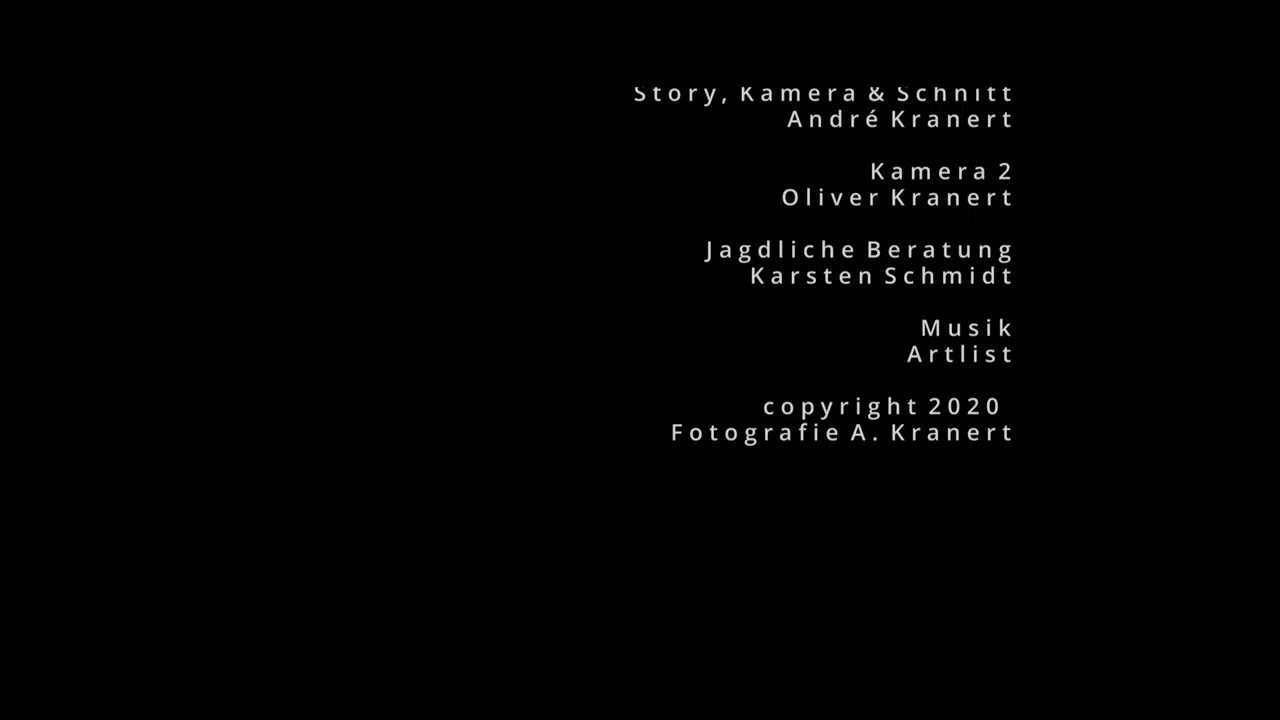 Story, Kamera & Schnitt
André Kranert
Kamera 2
Oliver Kranert
Jagdliche Beratung
Karsten Schmidt
Musik
Artlist
copyright 2020
Fotografie A. Kranert